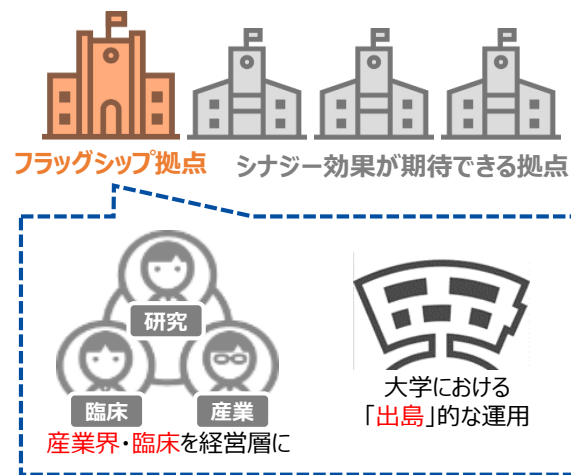 フラッグシップ拠点
シナジー効果が期待できる拠点
研究
臨床
産業
産業界・臨床を経営層に
大学における
「出島」的な運用